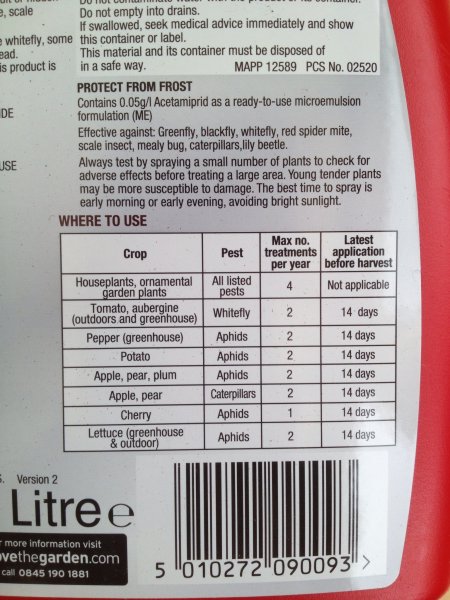 Do not empty into drains.
e, scale
If swallowed, seek medical advice immediately and show
e whitefly, some this container or label.
ead.
This material and its container must be disposed of
is product is in a safe way. MAPP 12589 PCS No. 02520
PROTECT FROM FROST
Contains 0.05g/l Acetamiprid as a ready-to-use microemulsion
formulation (ME)
DE
Effective against: Greenfly, blackfly, whitefly, red spider mite,
scale insect, mealy bug, caterpillars,lily beetle.
USE
Always test by spraying a small number of plants to check for
adverse effects before treating a large area. Young tender plants
may be more susceptible to damage. The best time to spray is
early morning or early evening, avoiding bright sunlight.
WHERE TO USE
Crop Pest Max no. treatments per year Latest application before harvest
Houseplants, ornamental garden plants All listed pests 4 Not applicable
Tomato, aubergine (outdoors and greenhouse) Whitefly 2 14 days
Pepper (greenhouse) Aphids 2 14 days
Potato Aphids 2 14 days
Apple, pear, plum Aphids 2 14 days
Apple, pear Caterpillars 2 14 days
Cherry Aphids 1 14 days
Lettuce (greenhouse & outdoor) Aphids 2 14 days
Version 2
Litre e
more information visit
vethegarden.com
call 0845 190 1881
5 010272 090093 >